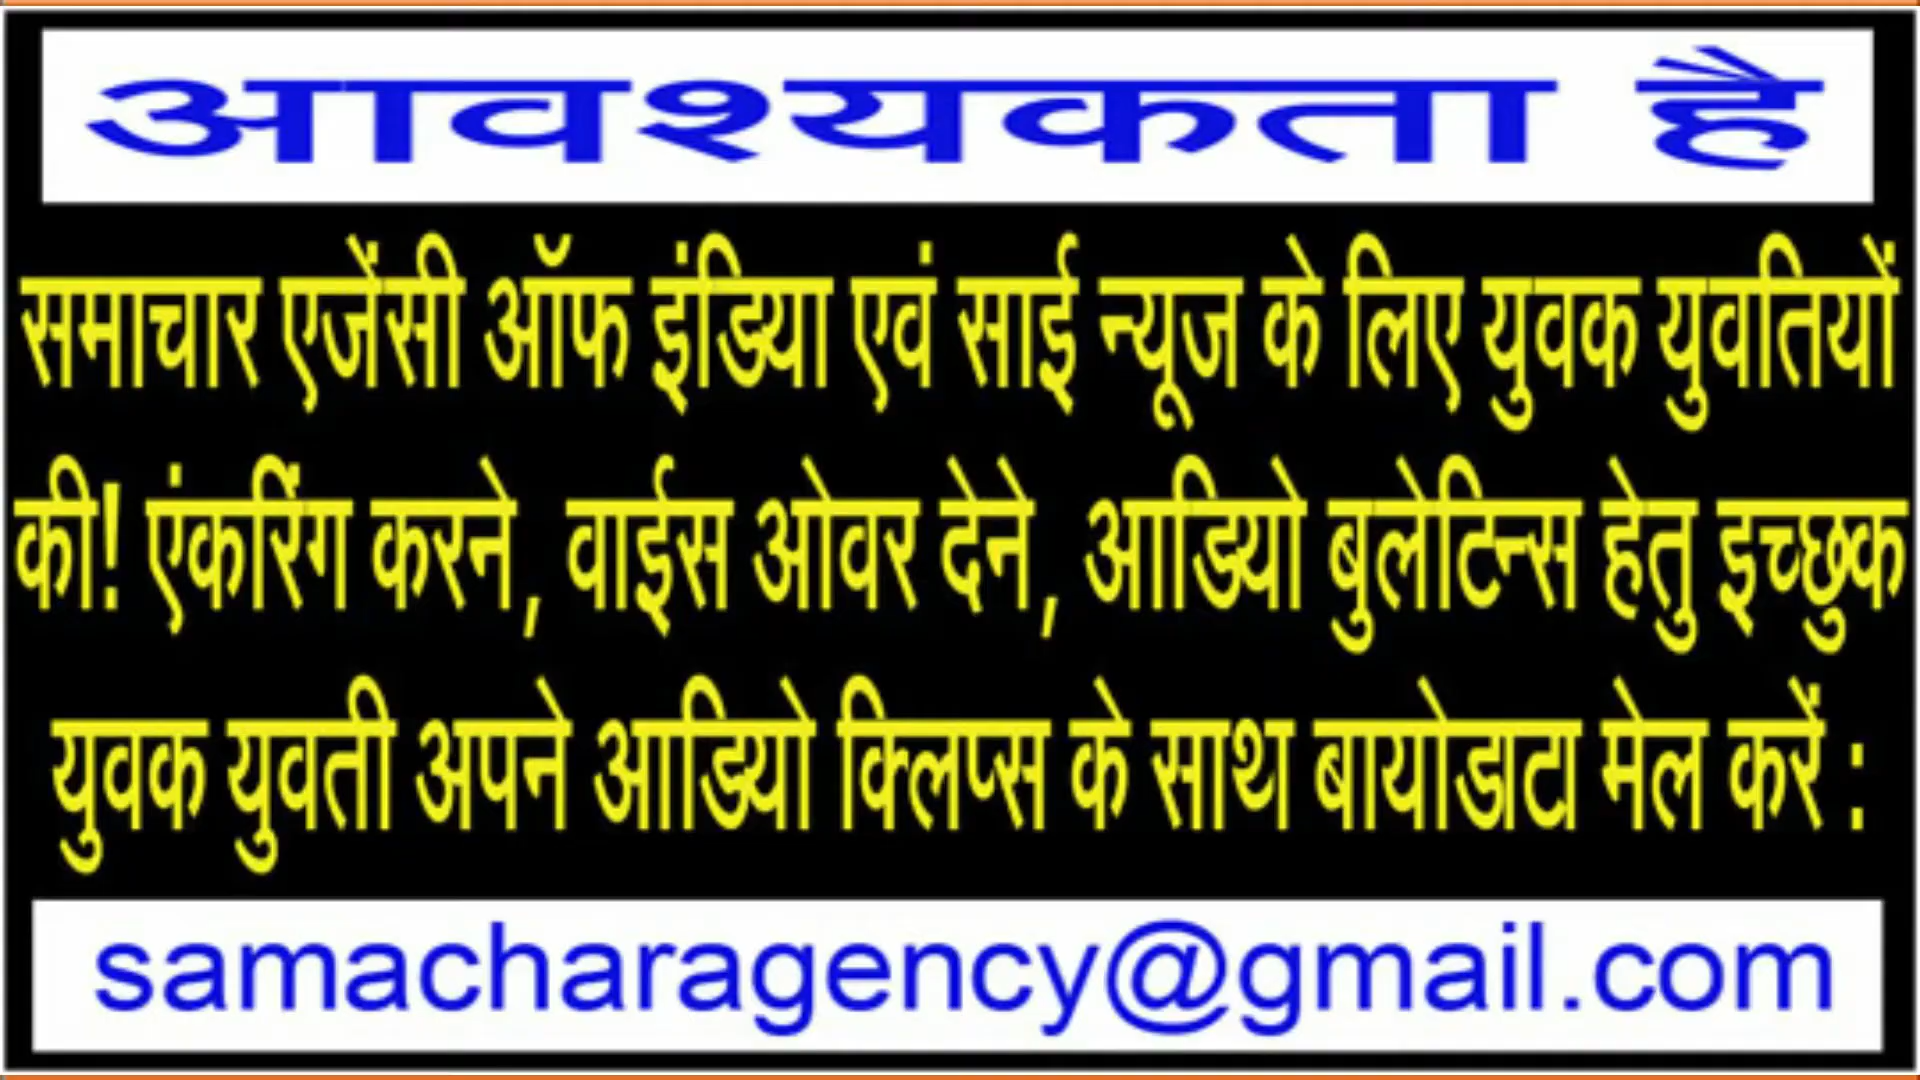 आवश्यकता है
समाचार एजेंसी ऑफ इंडिया एवं साई न्यूज के लिए युवक युवतियों
की! एंकरिंग करने, वाईस ओवर देने, आडियो बुलेटिन्स हेतु इच्छुक
युवक युवती अपने आडियो क्लिप्स के साथ बायोडाटा मेल करें :
samacharagency@gmail.com